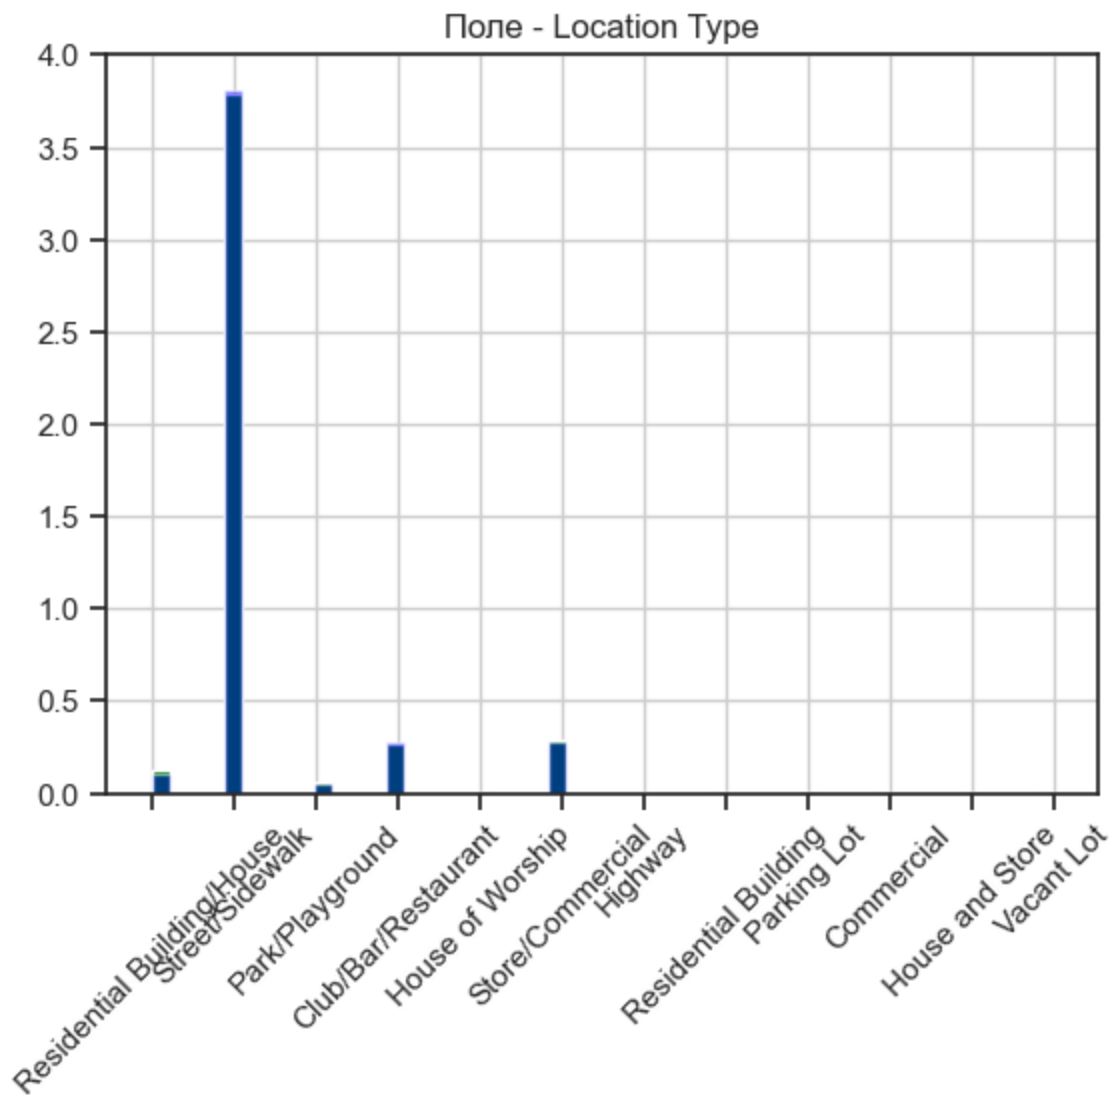 Поле - Location Type
4.0
3.5
3.0
2.5
2.0
1.5
1.0
0.5
0.0
Residential Building/House
Street/Sidewalk
Park/Playground
Club/Bar/Restaurant
House of Worship
Store/Commercial
Highway
Residential Building
Parking Lot
Commercial
House and Store
Vacant Lot